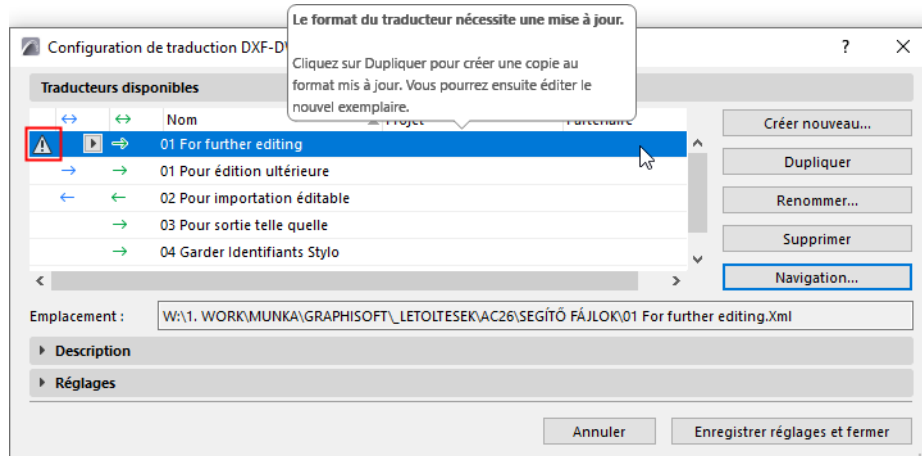 Le format du traducteur nécessite une mise à jour.
Cliquez sur Dupliquer pour créer une copie au
format mis à jour. Vous pourrez ensuite éditer le
nouvel exemplaire.
Configuration de traduction DXF-D
?
Traducteurs disponibles
Nom Projet Partenaire
01 For further editing
01 Pour édition ultérieure
02 Pour importation éditable
03 Pour sortie telle quelle
04 Garder Identifiants Stylo
Créer nouveau...
Dupliquer
Renommer...
Supprimer
Navigation...
Emplacement : W:\1. WORK\MUNKA\GRAPHISOFT\_LETOLTESEK\AC26\SEGÍTŐ FÁJLOK\01 For further editing.Xml
Description
Réglages
Annuler Enregistrer réglages et fermer